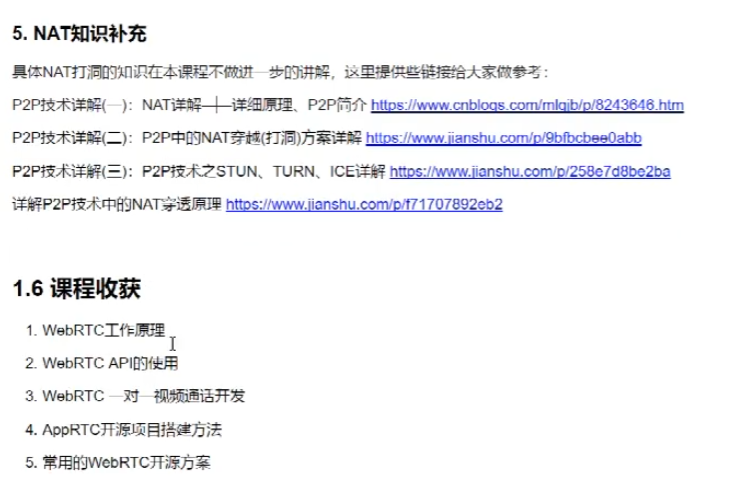 5. NAT知识补充
具体NAT打洞的知识在本课程不做进一步的讲解，这里提供些链接给大家做参考：
P2P技术详解(一)：NAT详解——详细原理、P2P简介 https://www.cnblogs.com/mlgjb/p/8243646.htm
P2P技术详解(二)：P2P中的NAT穿越(打洞)方案详解 https://www.jianshu.com/p/9bfbcbee0abb
P2P技术详解(三)：P2P技术之STUN、TURN、ICE详解 https://www.jianshu.com/p/258e7d8be2ba
详解P2P技术中的NAT穿透原理 https://www.jianshu.com/p/f71707892eb2
1.6 课程收获
1. WebRTC工作原理
2. WebRTC API的使用
3. WebRTC 一对一视频通话开发
4. AppRTC开源项目搭建方法
5. 常用的WebRTC开源方案